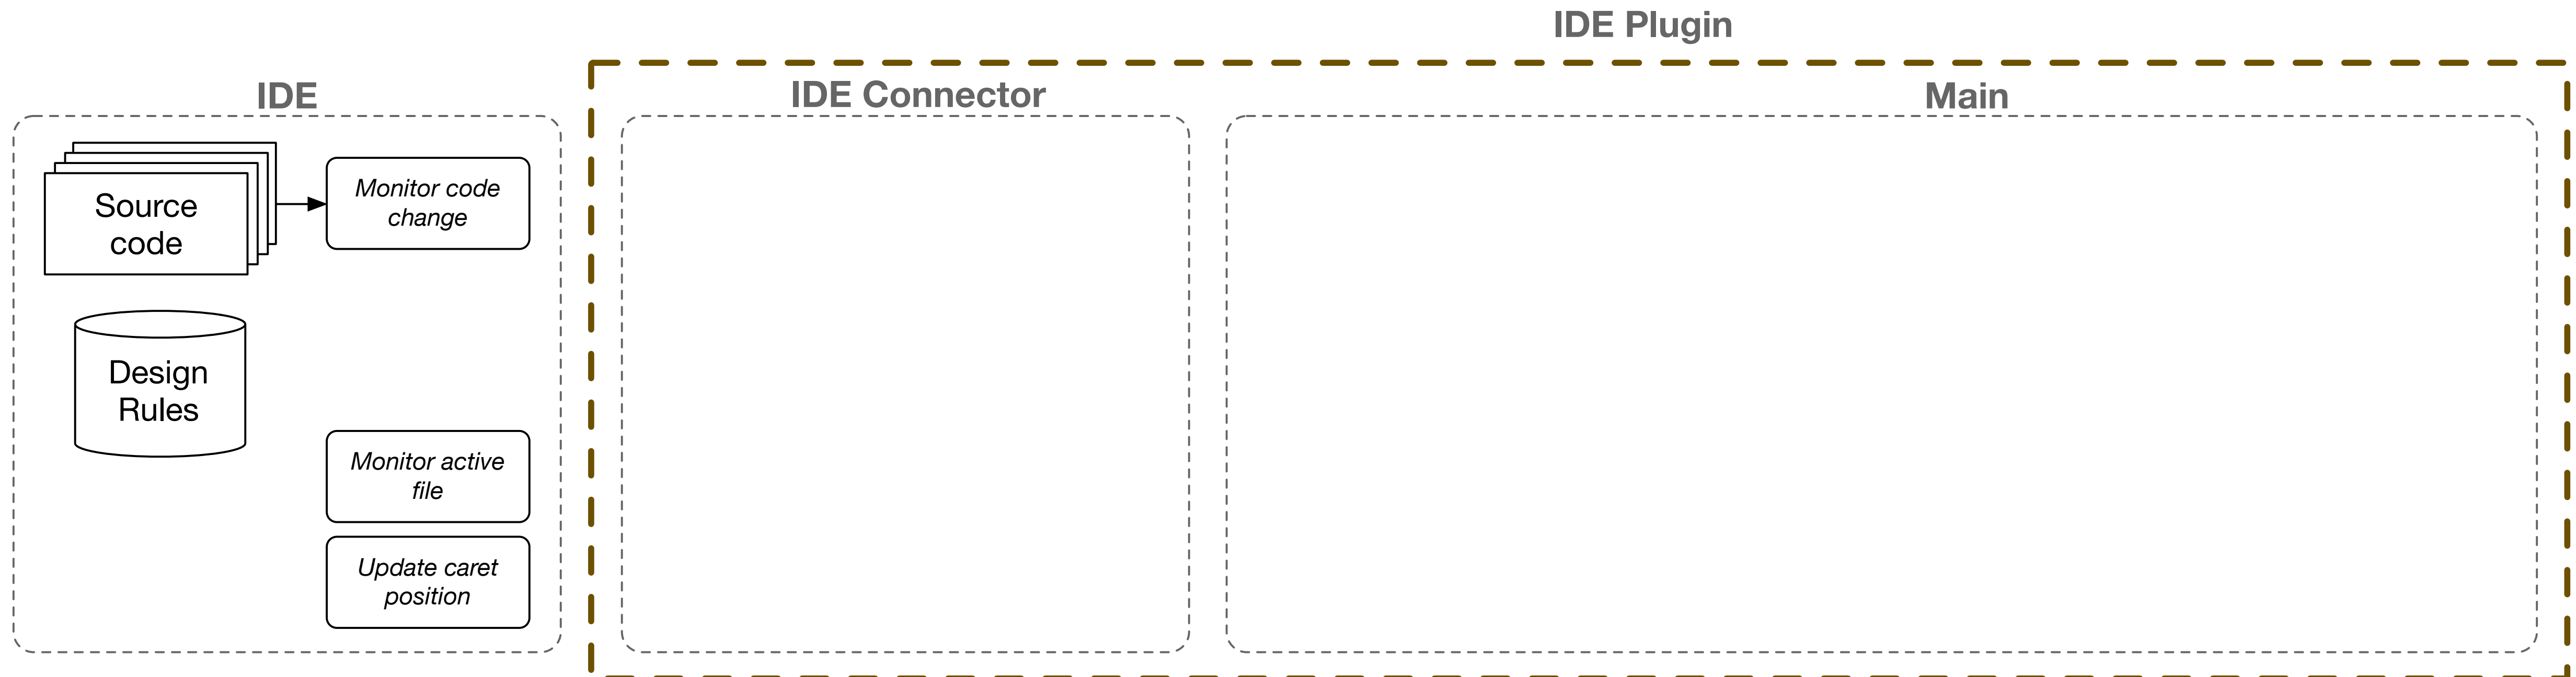 IDE Plugin
IDE
IDE Connector
Main
Source
code
Monitor code
change
Design
Rules
Monitor active
file
Update caret
position